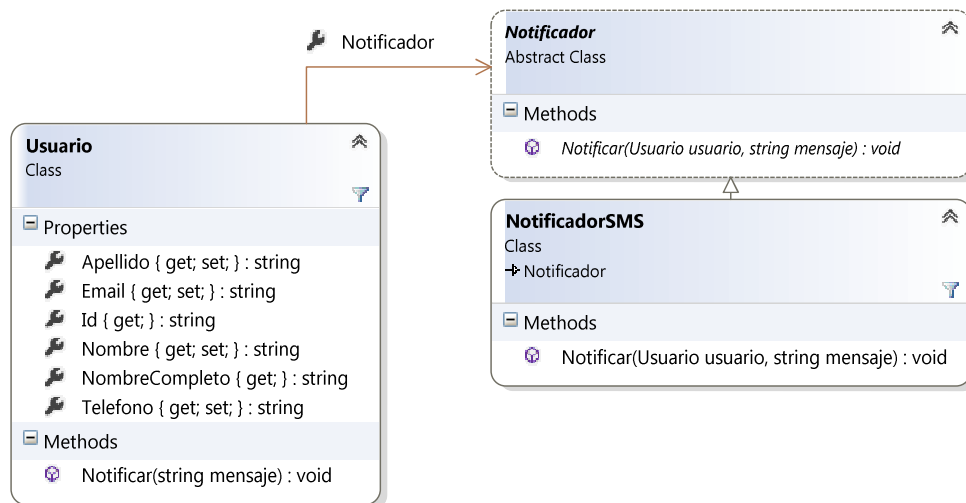 Notificador
Usuario
Class
Properties
Apellido { get; set; } : string
Email { get; set; } : string
Id { get; } : string
Nombre { get; set; } : string
NombreCompleto { get; } : string
Telefono { get; set; } : string
Methods
Notificar(string mensaje) : void
Notificador
Abstract Class
Methods
Notificar(Usuario usuario, string mensaje) : void
NotificadorSMS
Class
Notificador
Methods
Notificar(Usuario usuario, string mensaje) : void